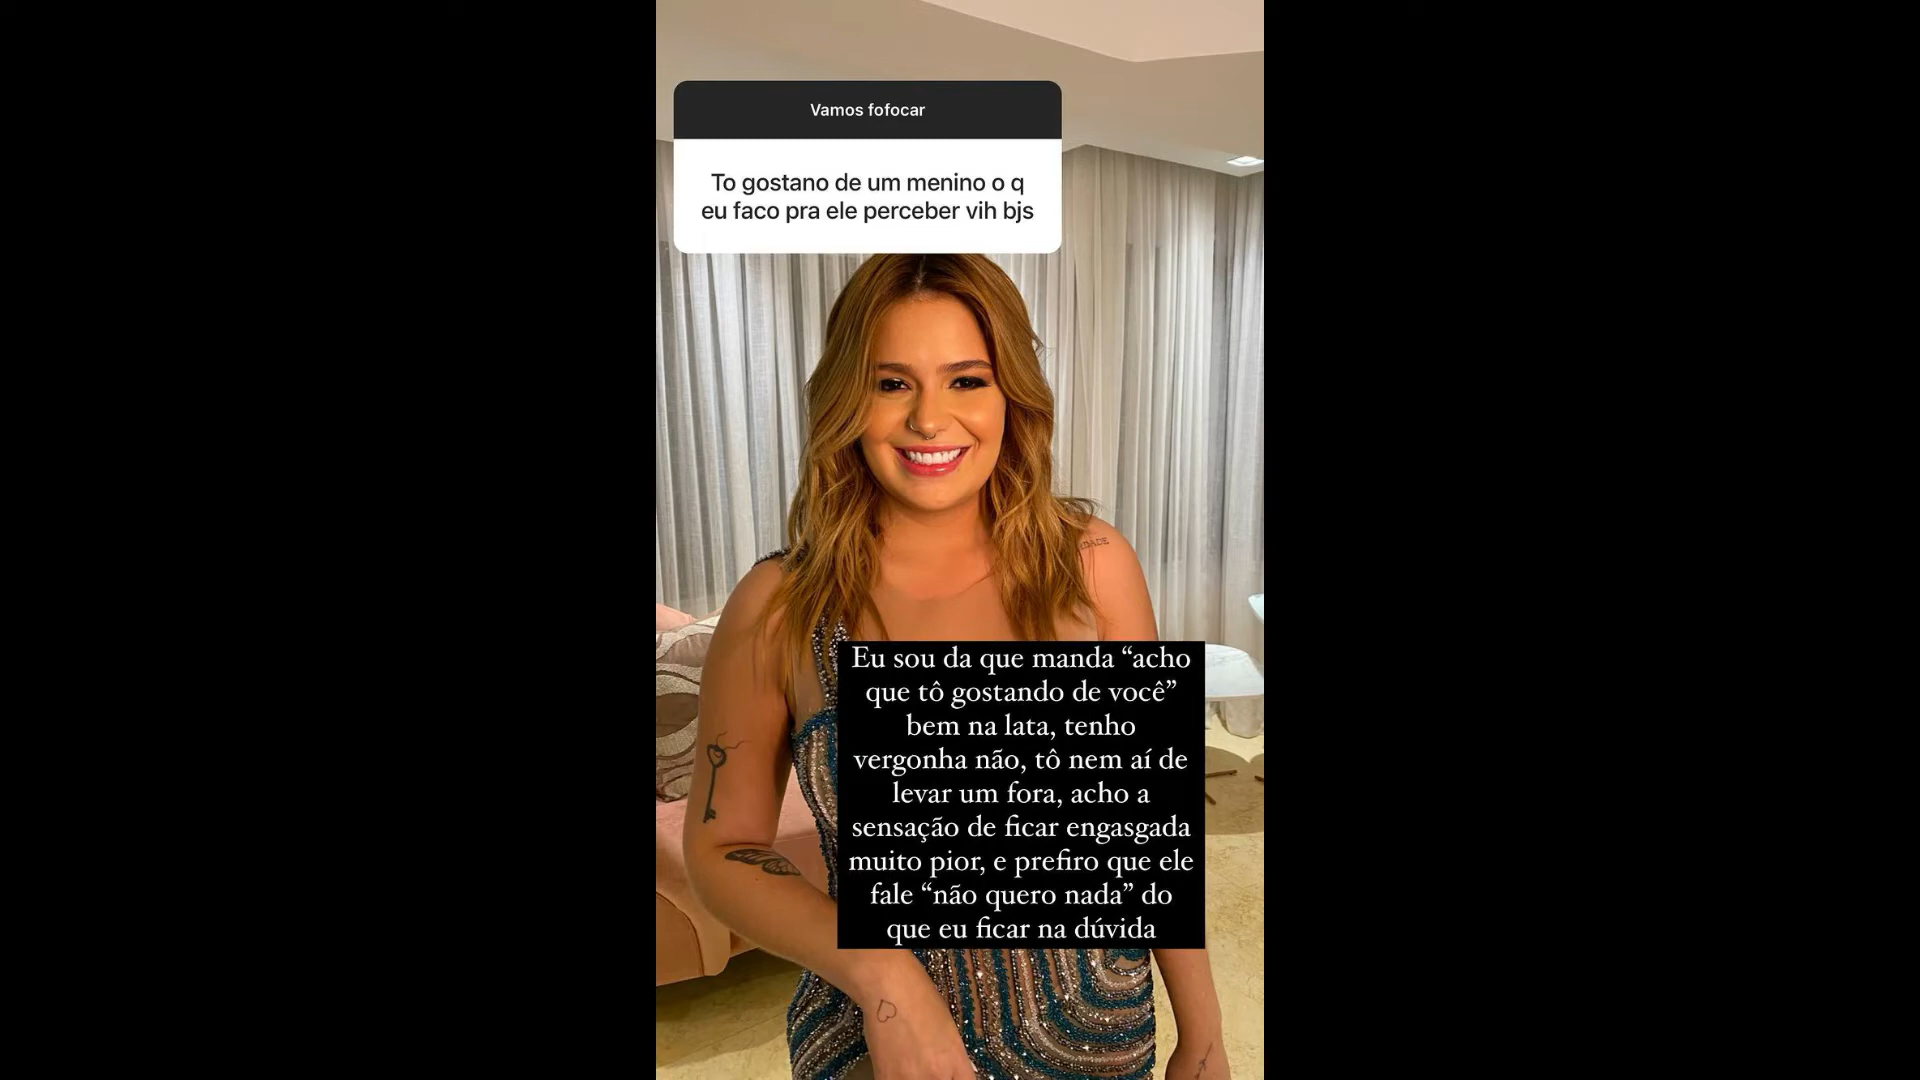 Vamos fofocar
To gostano de um menino o q
eu faco pra ele perceber vih bjs
Eu sou da que manda “acho
que tô gostando de você”
bem na lata, tenho
vergonha não, tô nem aí de
levar um fora, acho a
sensação de ficar engasgada
muito pior, e prefiro que ele
fale “não quero nada” do
que eu ficar na dúvida